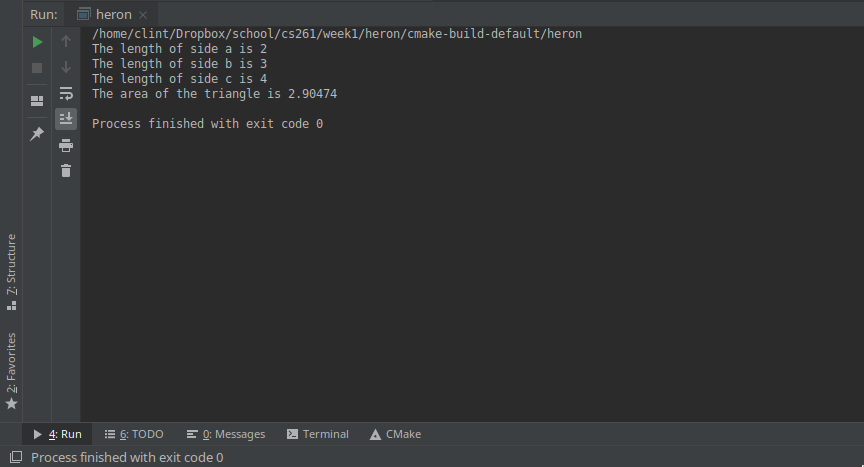 Run: heron
/home/clint/Dropbox/school/cs261/week1/heron/cmake-build-default/heron
The length of side a is 2
The length of side b is 3
The length of side c is 4
The area of the triangle is 2.90474
Process finished with exit code 0
7: Structure
2: Favorites
4: Run 6: TODO 0: Messages Terminal CMake
Process finished with exit code 0